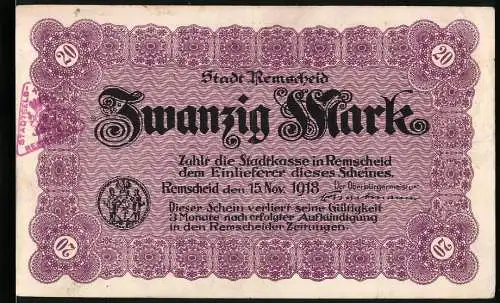 20 20
Stadt Remscheid
Zwanzig Mark
Zahlt die Stadtkasse in Remscheid
dem Einlieferer dieses Scheines.
Remscheid den 15. Nov. 1918 Der Oberbürgermeister:
Dieser Schein verliert seine Gültigkeit
3 Monate nach erfolgter Aufkündigung
in den Remscheider Zeitungen.
20 20